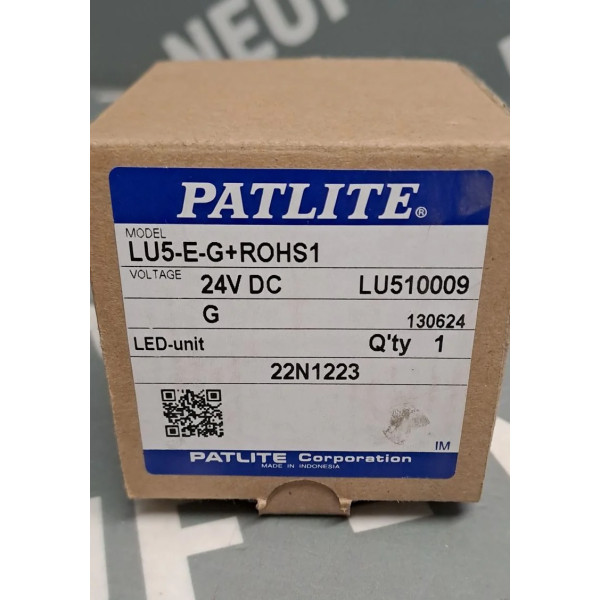 NEUF
PATLITE®
MODEL
LU5-E-G+ROHS1
VOLTAGE 24V DC LU510009
G 130624
LED-unit Q'ty 1
22N1223
IM
PATLITE Corporation
MADE IN INDONESIA